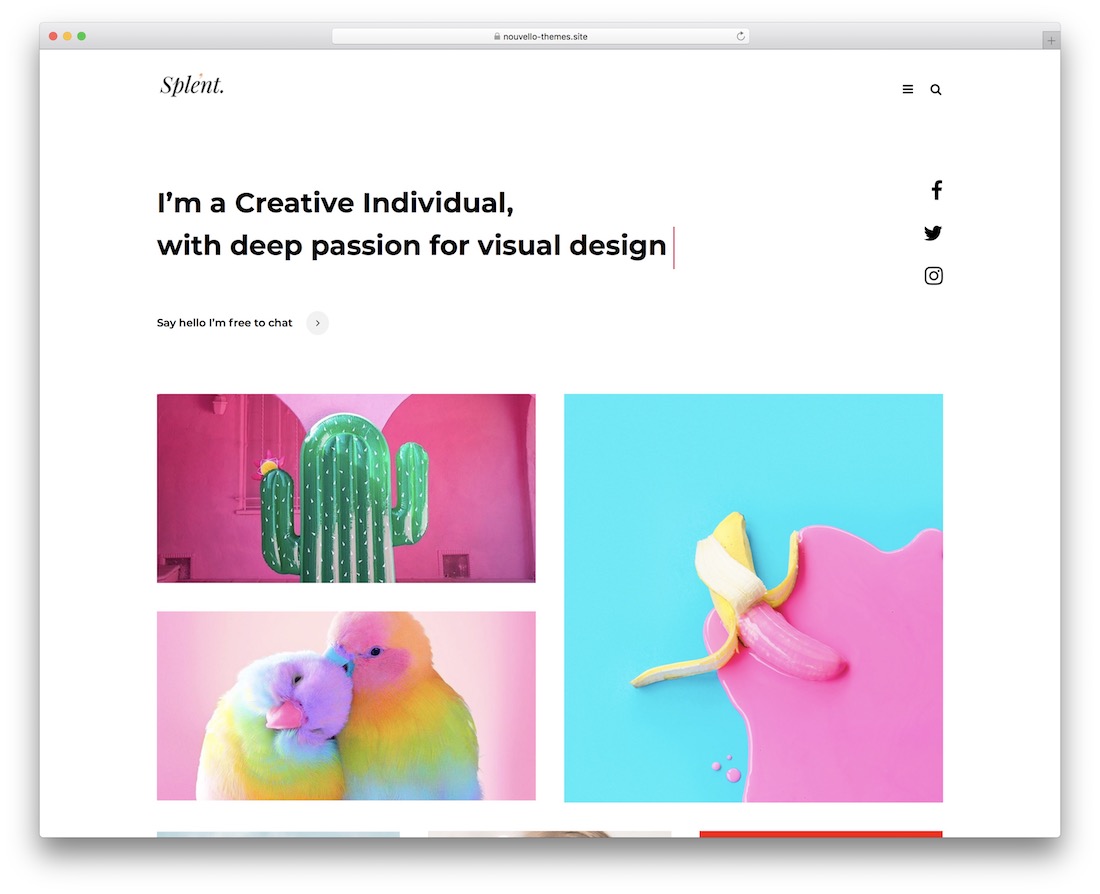 nouvello-themes.site
Splent.
I’m a Creative Individual,
with deep passion for visual design
Say hello I’m free to chat